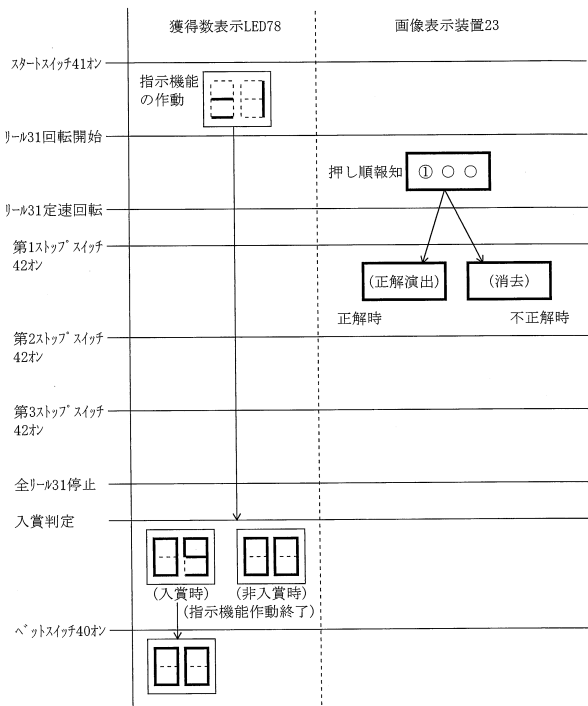 獲得数表示LED78
画像表示装置23
スタートスイッチ41オン
指示機能
の作動
リール31回転開始
押し順報知
①○○
リール31定速回転
第1ストップスイッチ
42オン
(正解演出)
(消去)
正解時
不正解時
第2ストップスイッチ
42オン
第3ストップスイッチ
42オン
全リール31停止
入賞判定
09
00
(入賞時)
(非入賞時)
(指示機能作動終了)
ベットスイッチ40オン
00